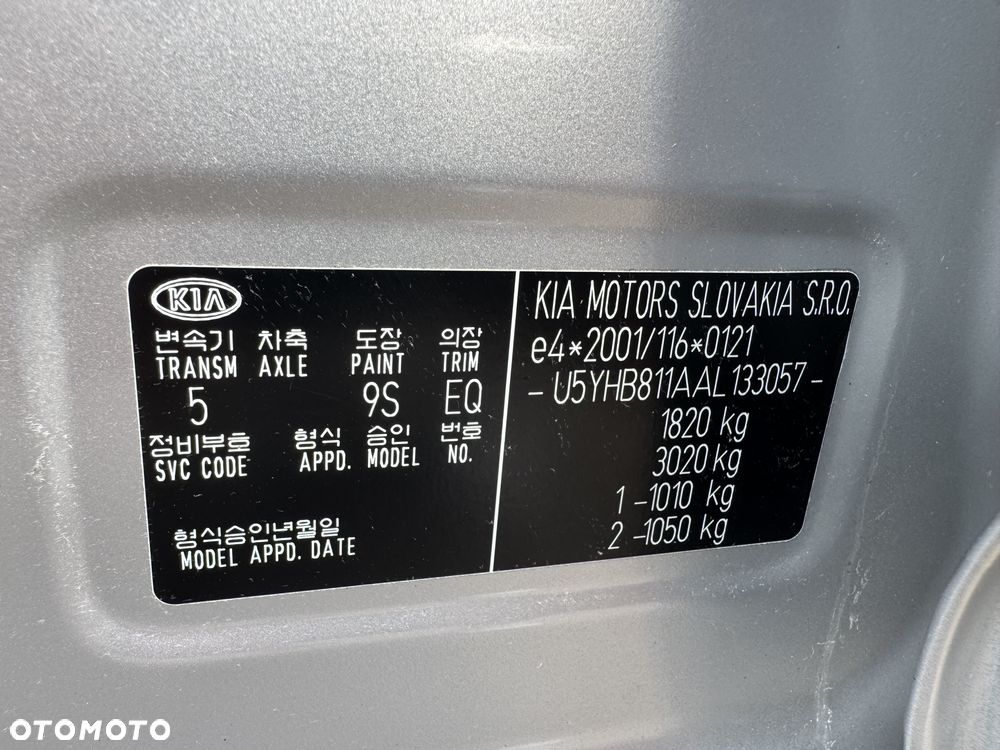 KIA
변속기 차축 도장 의장
TRANSM AXLE PAINT TRIM
5 9S EQ
정비부호 형식 승인 번호
SVC CODE APPD. MODEL NO.
형식승인년월일
MODEL APPD. DATE
KIA MOTORS SLOVAKIA S.R.O.
e4*2001/116*0121
- U5YHB811AAL133057 -
1820 kg
3020 kg
1 -1010 kg
2 -1050 kg
OTOMOTO